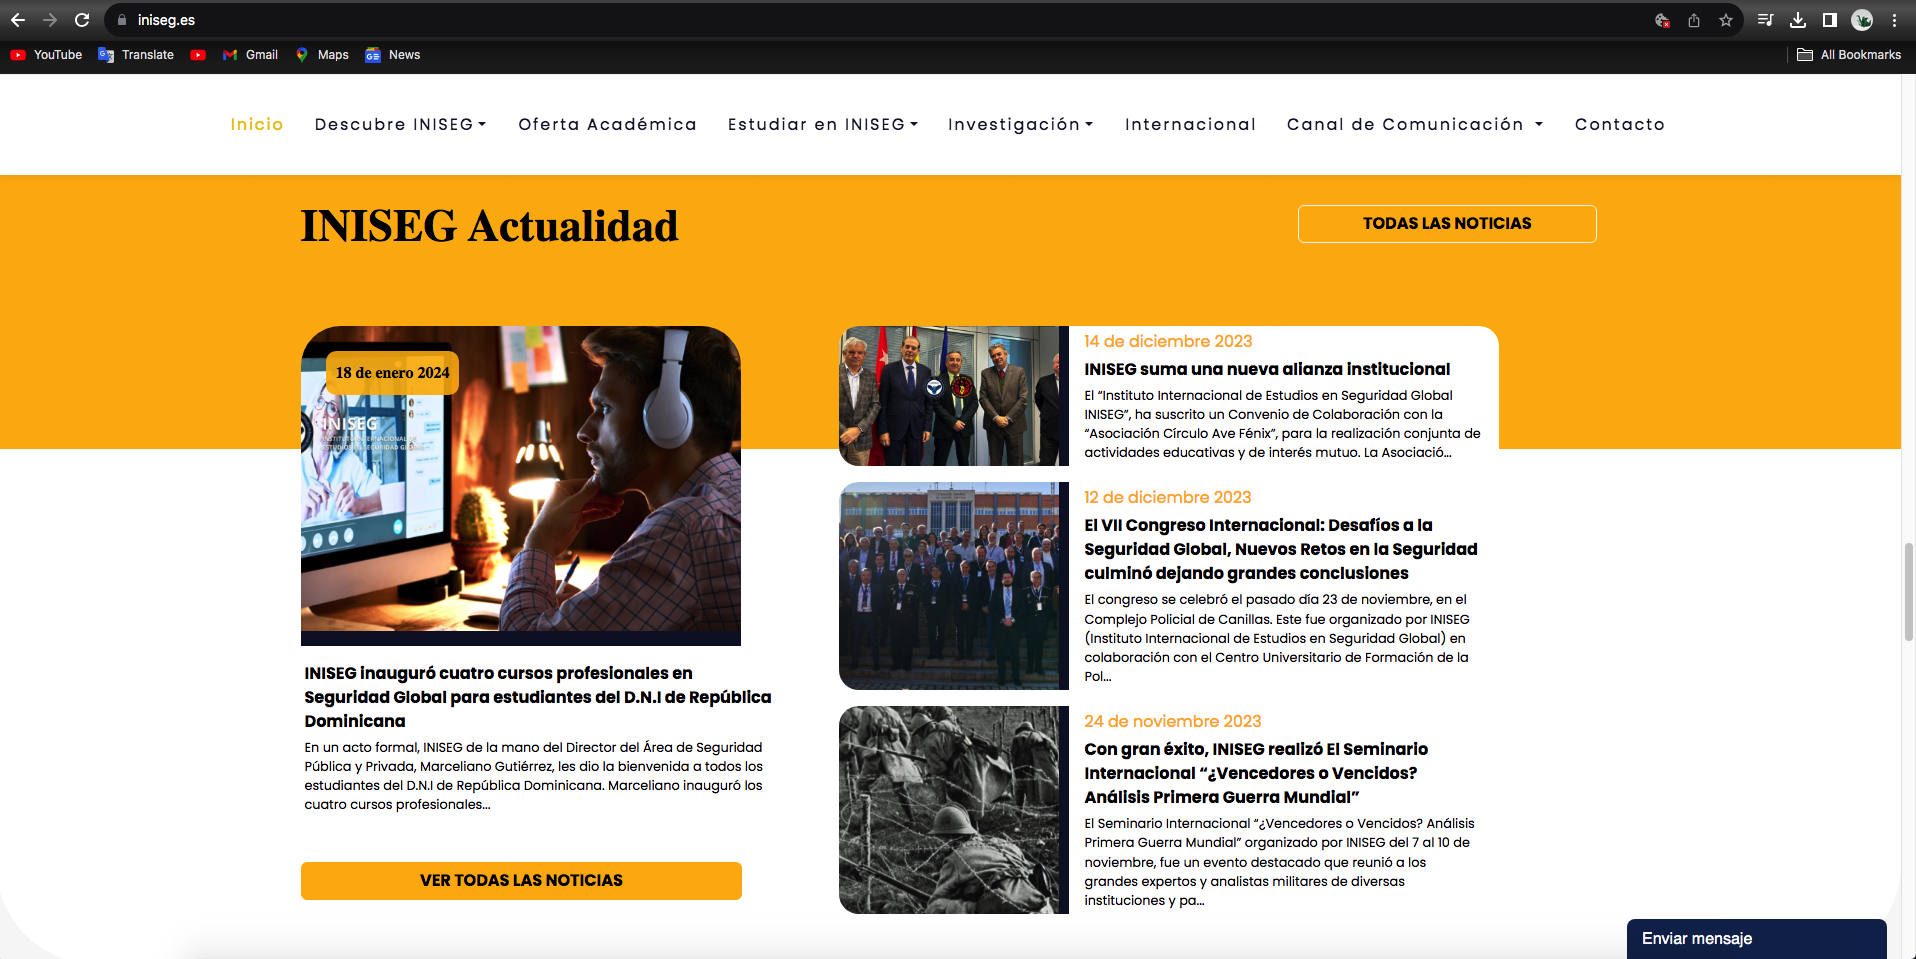 iniseg.es
YouTube
Translate
Gmail
Maps
News
All Bookmarks
Inicio
Descubre INISEG
Oferta Académica
Estudiar en INISEG
Investigación
Internacional
Canal de Comunicación
Contacto
INISEG Actualidad
TODAS LAS NOTICIAS
18 de enero 2024
INISEG
INSTITUTO INTERNACIONAL DE
ESTUDIOS EN SEGURIDAD GLOBAL
INISEG inauguró cuatro cursos profesionales en
Seguridad Global para estudiantes del D.N.I de República
Dominicana
En un acto formal, INISEG de la mano del Director del Área de Seguridad
Pública y Privada, Marceliano Gutiérrez, les dio la bienvenida a todos los
estudiantes del D.N.I de República Dominicana. Marceliano inauguró los
cuatro cursos profesionales...
VER TODAS LAS NOTICIAS
14 de diciembre 2023
INISEG suma una nueva alianza institucional
El “Instituto Internacional de Estudios en Seguridad Global
INISEG”, ha suscrito un Convenio de Colaboración con la
“Asociación Círculo Ave Fénix”, para la realización conjunta de
actividades educativas y de interés mutuo. La Asociació...
12 de diciembre 2023
El VII Congreso Internacional: Desafíos a la
Seguridad Global, Nuevos Retos en la Seguridad
culminó dejando grandes conclusiones
El congreso se celebró el pasado día 23 de noviembre, en el
Complejo Policial de Canillas. Este fue organizado por INISEG
(Instituto Internacional de Estudios en Seguridad Global) en
colaboración con el Centro Universitario de Formación de la
Pol...
24 de noviembre 2023
Con gran éxito, INISEG realizó El Seminario
Internacional “¿Vencedores o Vencidos?
Análisis Primera Guerra Mundial”
El Seminario Internacional “¿Vencedores o Vencidos? Análisis
Primera Guerra Mundial” organizado por INISEG del 7 al 10 de
noviembre, fue un evento destacado que reunió a los
grandes expertos y analistas militares de diversas
instituciones y pa...
Enviar mensaje